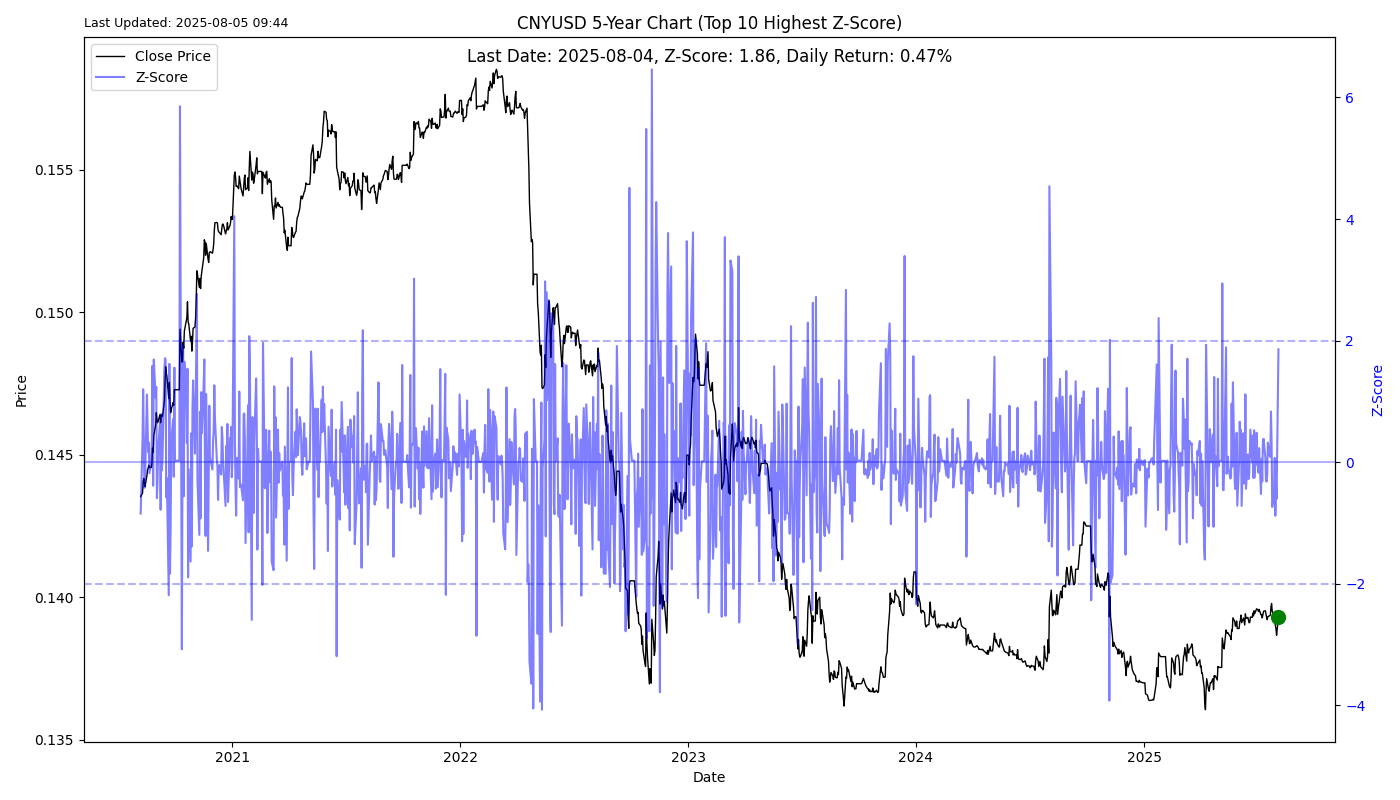 Last Updated: 2025-08-05 09:44
CNYUSD 5-Year Chart (Top 10 Highest Z-Score)
Last Date: 2025-08-04, Z-Score: 1.86, Daily Return: 0.47%
Close Price
Z-Score
Price
0.155
0.150
0.145
0.140
0.135
6
4
2
0
−2
−4
Z-Score
2021
2022
2023
2024
2025
Date